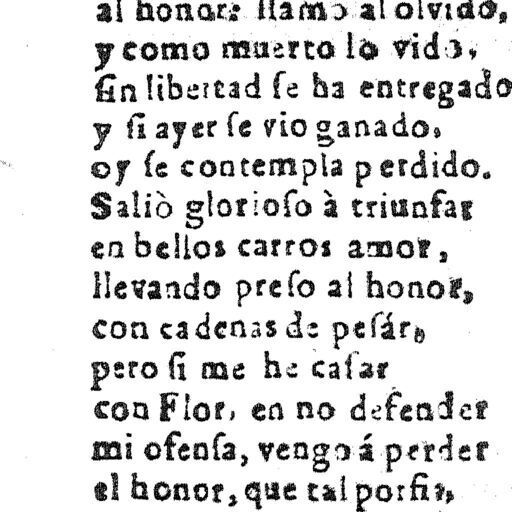 al honor: llamò al olvido,
y como muerto lo vido,
ſin libertad ſe ha entregado
y ſi ayer ſe vio ganado,
oy ſe contempla perdido.
Saliò glorioſo à triunfar
en bellos carros amor,
llevando preſo al honor,
con cadenas de peſár,
pero ſi me he caſar
con Flor, en no defender
mi ofenſa, vengo á perder
el honor, que tal porfia,